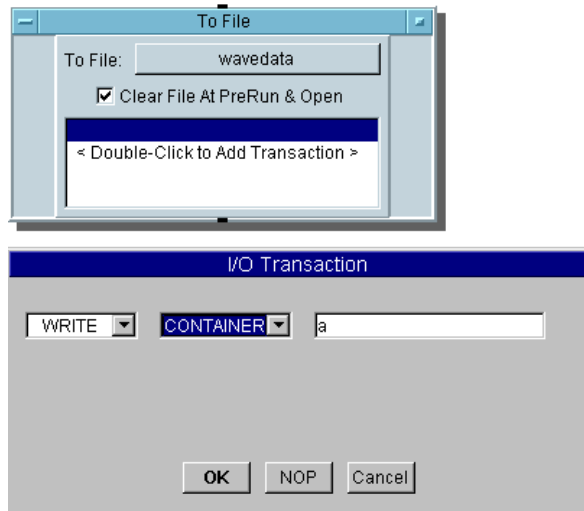 To File
To File: wavedata
Clear File At PreRun & Open
< Double-Click to Add Transaction >
I/O Transaction
WRITE CONTAINER a
OK NOP Cancel